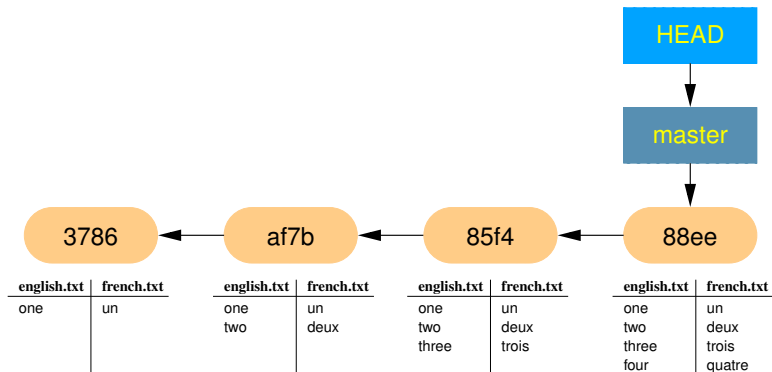 HEAD
master
3786 af7b 85f4 88ee
english.txt french.txt english.txt french.txt english.txt french.txt english.txt french.txt
one un one un one un one un
two deux two deux two deux
three trois three trois
four quatre